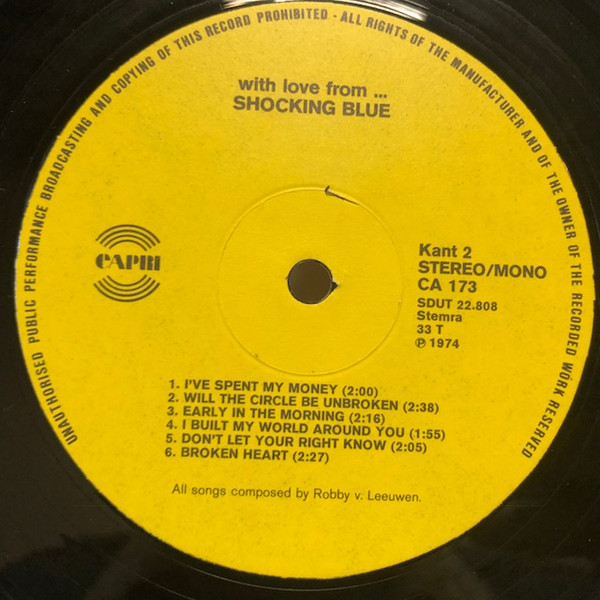 UNAUTHORISED PUBLIC PERFORMANCE BROADCASTING AND COPYING OF THIS RECORD PROHIBITED - ALL RIGHTS OF THE MANUFACTURER AND OF THE OWNER OF THE RECORDED WORK RESERVED
with love from ...
SHOCKING BLUE
CAPRI
Kant 2
STEREO/MONO
CA 173
SDUT 22.808
Stemra
33 T
℗ 1974
1. I'VE SPENT MY MONEY (2:00)
2. WILL THE CIRCLE BE UNBROKEN (2:38)
3. EARLY IN THE MORNING (2:16)
4. I BUILT MY WORLD AROUND YOU (1:55)
5. DON'T LET YOUR RIGHT KNOW (2:05)
6. BROKEN HEART (2:27)
All songs composed by Robby v. Leeuwen.